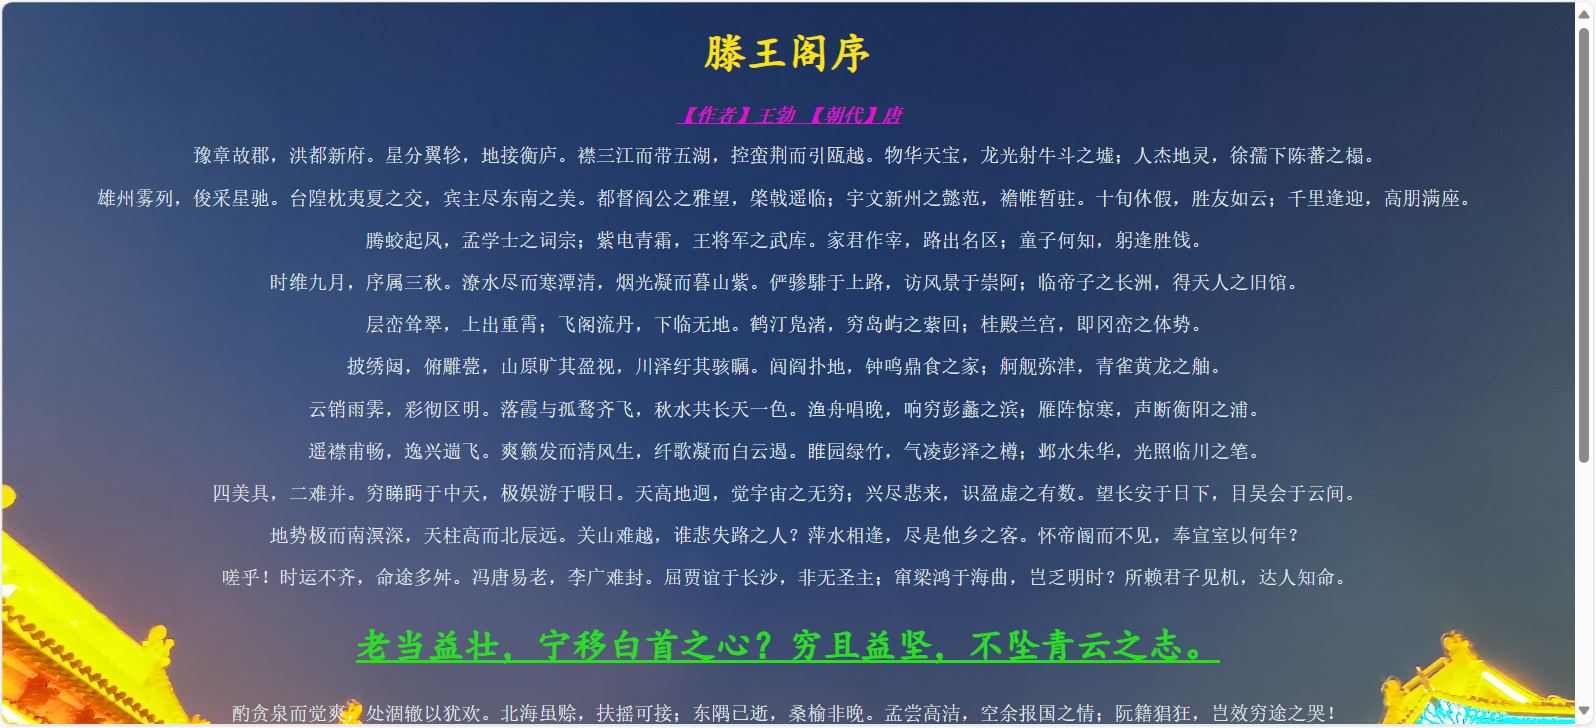 滕王阁序
【作者】王勃 【朝代】唐
豫章故郡，洪都新府。星分翼轸，地接衡庐。襟三江而带五湖，控蛮荆而引瓯越。物华天宝，龙光射牛斗之墟；人杰地灵，徐孺下陈蕃之榻。
雄州雾列，俊采星驰。台隍枕夷夏之交，宾主尽东南之美。都督阎公之雅望，棨戟遥临；宇文新州之懿范，襜帷暂驻。十旬休假，胜友如云；千里逢迎，高朋满座。
腾蛟起凤，孟学士之词宗；紫电青霜，王将军之武库。家君作宰，路出名区；童子何知，躬逢胜饯。
时维九月，序属三秋。潦水尽而寒潭清，烟光凝而暮山紫。俨骖騑于上路，访风景于崇阿；临帝子之长洲，得天人之旧馆。
层峦耸翠，上出重霄；飞阁流丹，下临无地。鹤汀凫渚，穷岛屿之萦回；桂殿兰宫，即冈峦之体势。
披绣闼，俯雕甍，山原旷其盈视，川泽纡其骇瞩。闾阎扑地，钟鸣鼎食之家；舸舰弥津，青雀黄龙之舳。
云销雨霁，彩彻区明。落霞与孤鹜齐飞，秋水共长天一色。渔舟唱晚，响穷彭蠡之滨；雁阵惊寒，声断衡阳之浦。
遥襟甫畅，逸兴遄飞。爽籁发而清风生，纤歌凝而白云遏。睢园绿竹，气凌彭泽之樽；邺水朱华，光照临川之笔。
四美具，二难并。穷睇眄于中天，极娱游于暇日。天高地迥，觉宇宙之无穷；兴尽悲来，识盈虚之有数。望长安于日下，目吴会于云间。
地势极而南溟深，天柱高而北辰远。关山难越，谁悲失路之人？萍水相逢，尽是他乡之客。怀帝阍而不见，奉宣室以何年？
嗟乎！时运不齐，命途多舛。冯唐易老，李广难封。屈贾谊于长沙，非无圣主；窜梁鸿于海曲，岂乏明时？所赖君子见机，达人知命。
老当益壮，宁移白首之心？穷且益坚，不坠青云之志。
酌贪泉而觉爽，处涸辙以犹欢。北海虽赊，扶摇可接；东隅已逝，桑榆非晚。孟尝高洁，空余报国之情；阮籍猖狂，岂效穷途之哭！